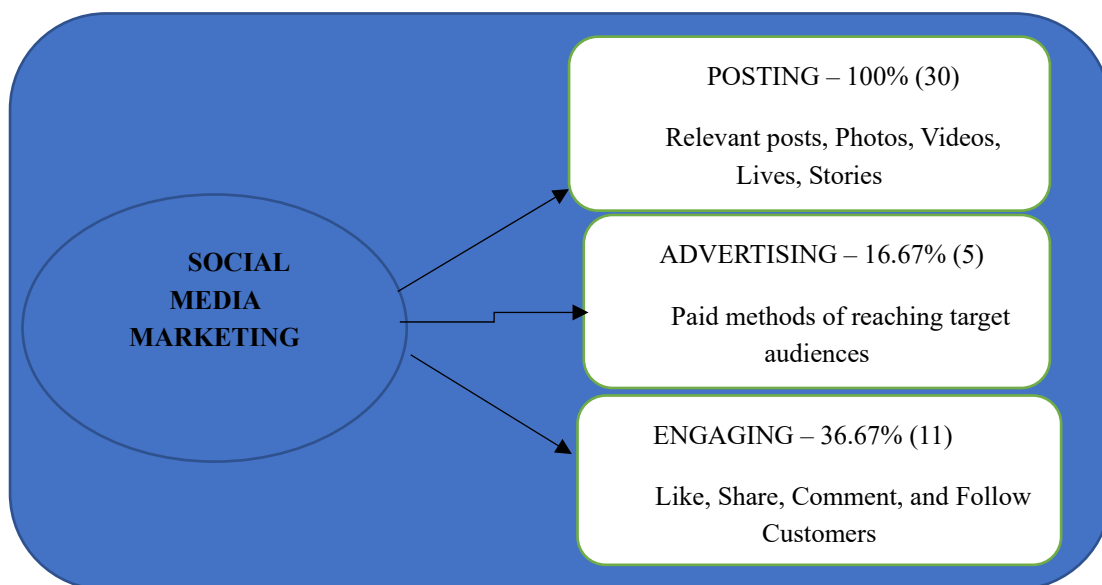 SOCIAL
MEDIA
MARKETING
POSTING – 100% (30)
Relevant posts, Photos, Videos,
Lives, Stories
ADVERTISING – 16.67% (5)
Paid methods of reaching target
audiences
ENGAGING – 36.67% (11)
Like, Share, Comment, and Follow
Customers